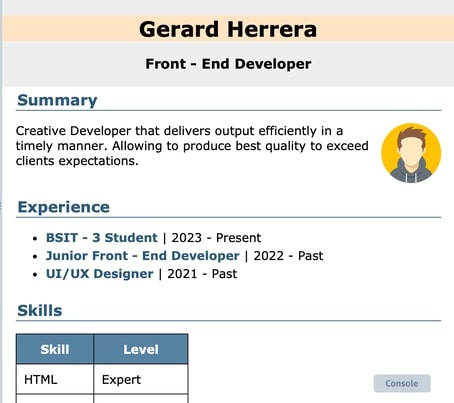 Gerard Herrera
Front - End Developer
Summary
Creative Developer that delivers output efficiently in a
timely manner. Allowing to produce best quality to exceed
clients expectations.
Experience
• BSIT - 3 Student | 2023 - Present
• Junior Front - End Developer | 2022 - Past
• UI/UX Designer | 2021 - Past
Skills
Skill Level
HTML Expert
Console